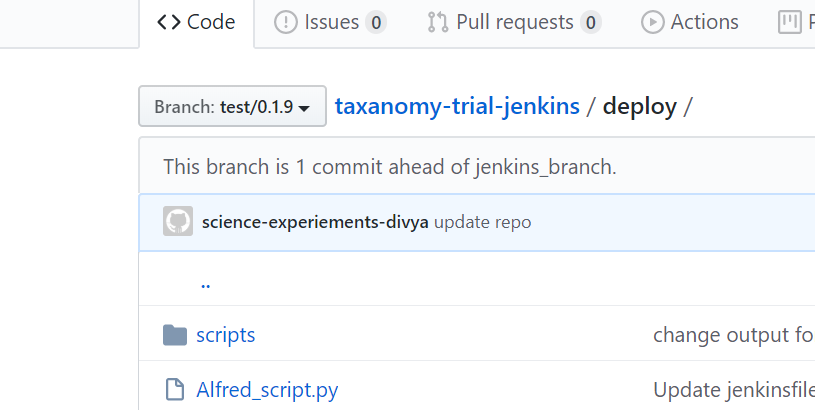 Code Issues 0 Pull requests 0 Actions
Branch: test/0.1.9 taxanomy-trial-jenkins / deploy /
This branch is 1 commit ahead of jenkins_branch.
science-experiements-divya update repo
..
scripts change output fo
Alfred_script.py Update jenkinsfile